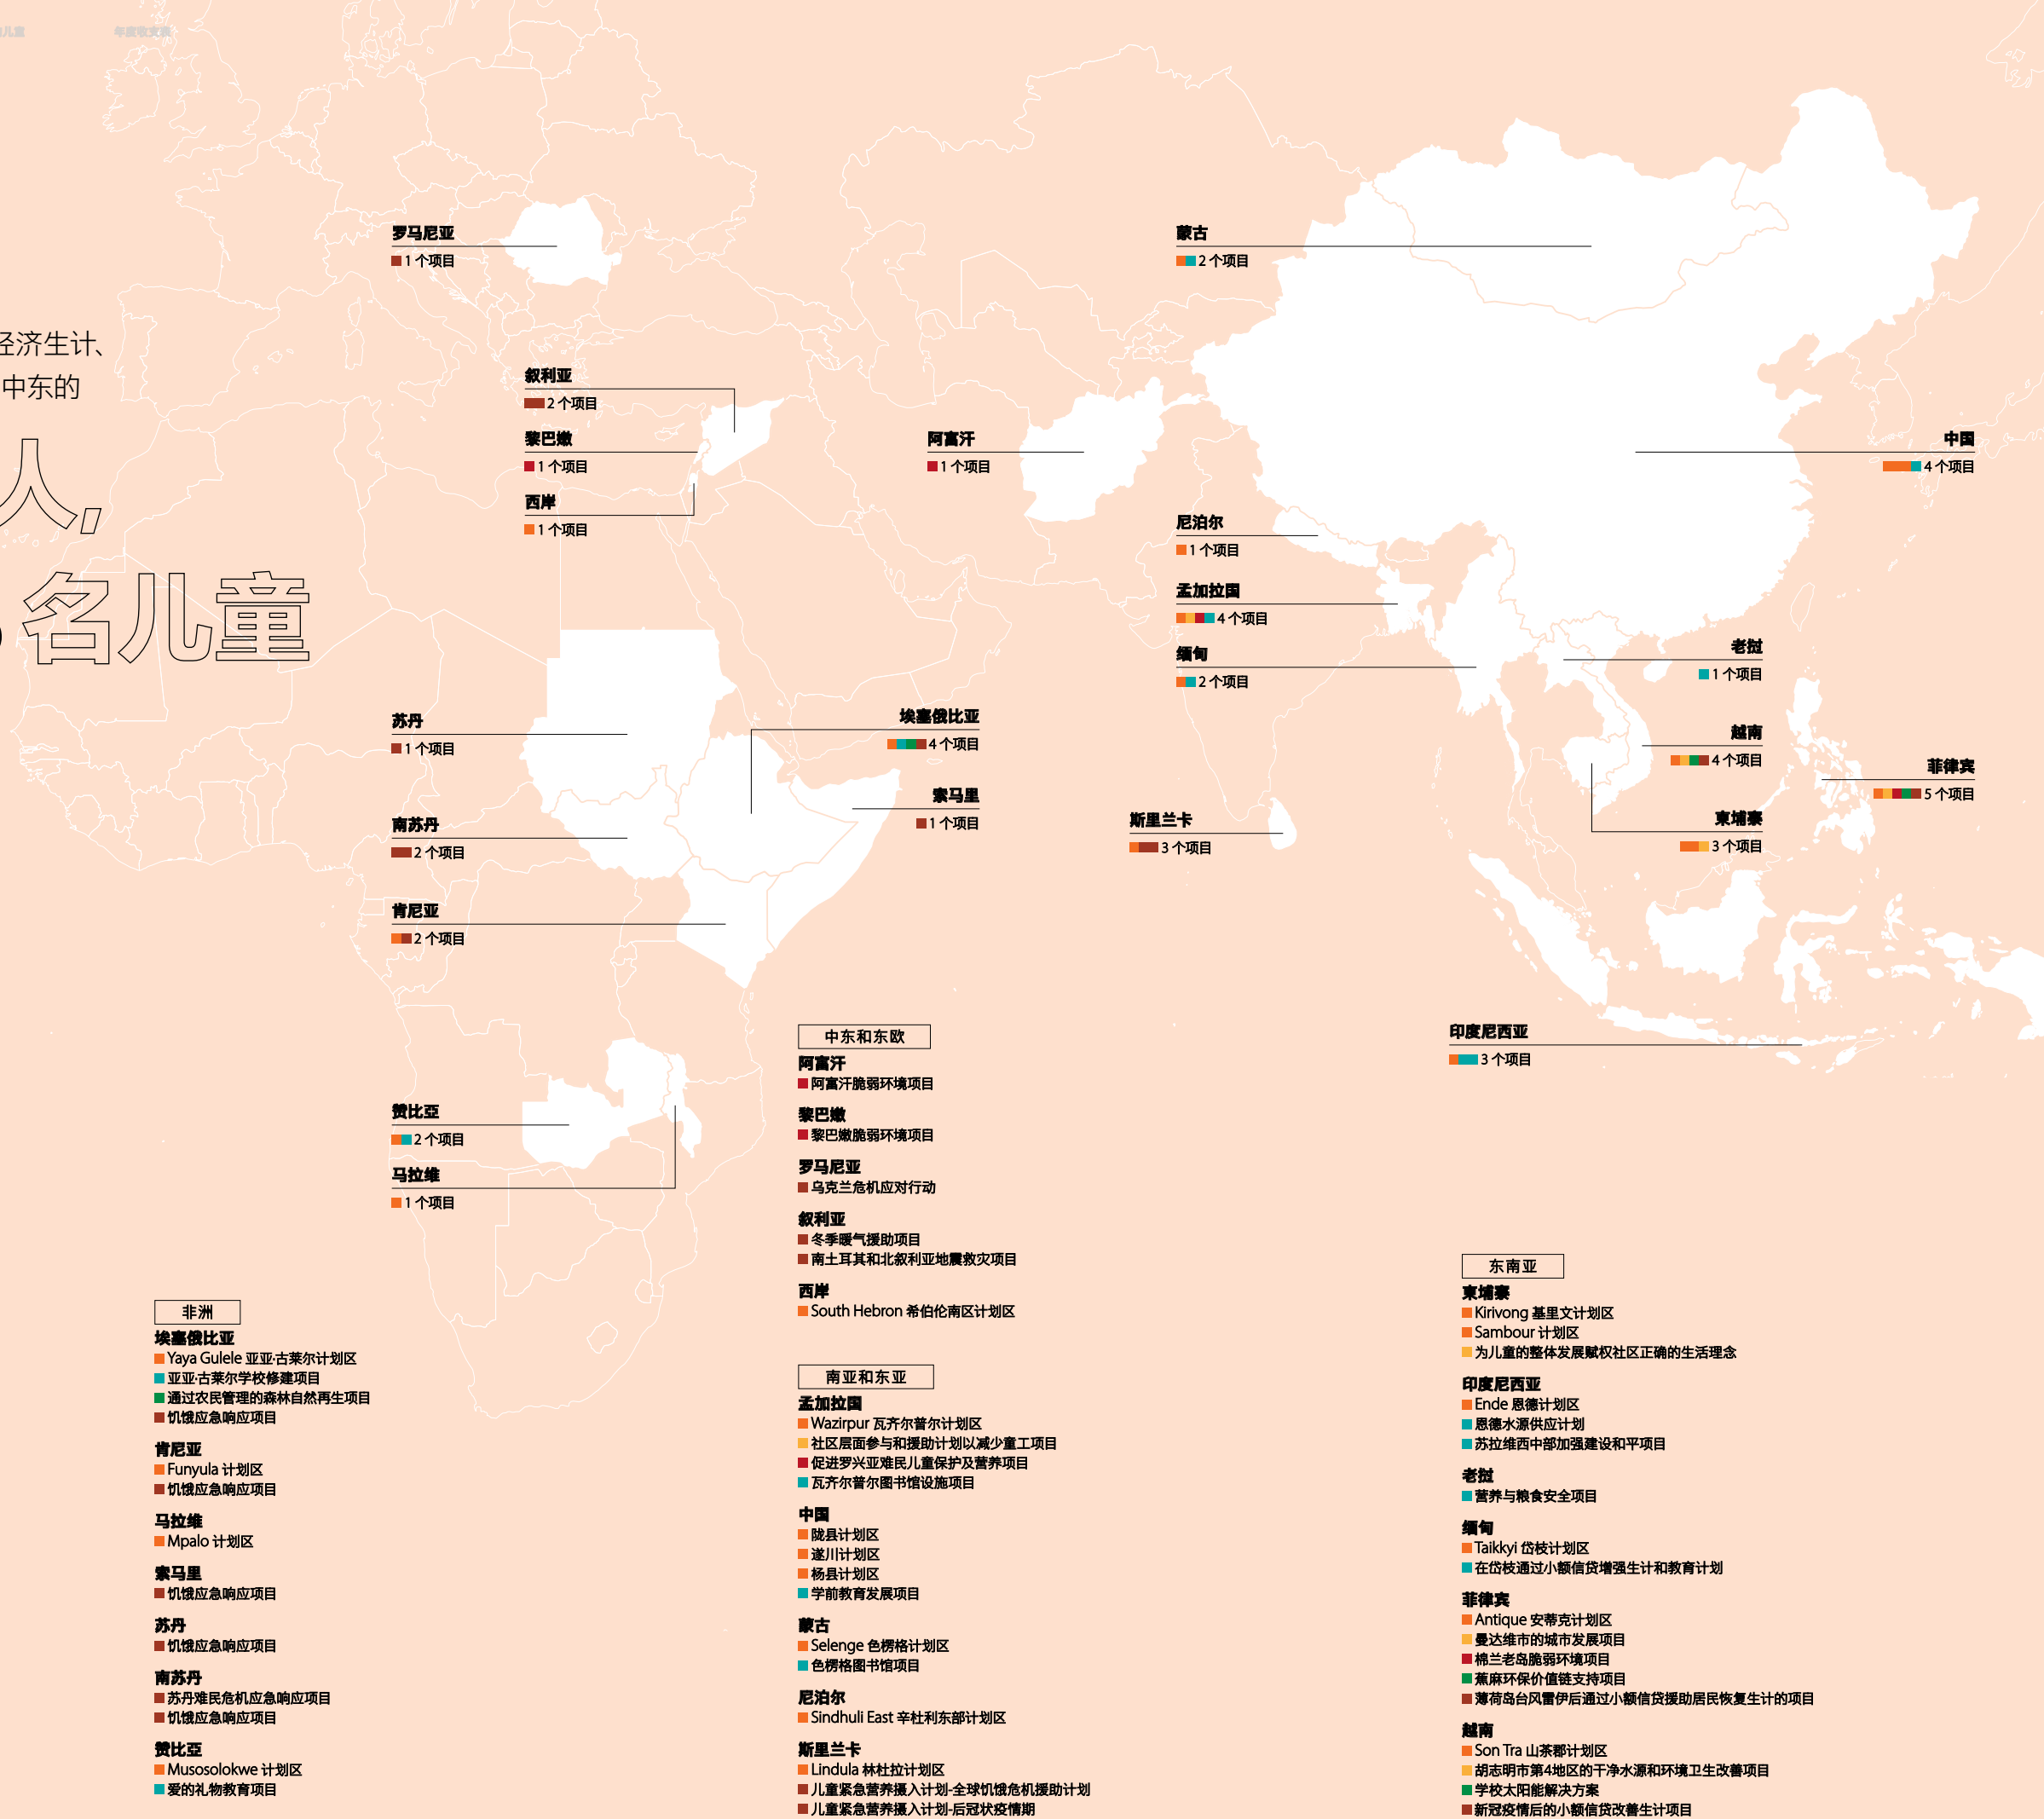 儿童
年度收支表
经济生计、
中东的
人,
名儿童
罗马尼亚
1 个项目
叙利亚
2 个项目
黎巴嫩
1 个项目
西岸
1 个项目
阿富汗
1 个项目
蒙古
2 个项目
中国
4 个项目
尼泊尔
1 个项目
孟加拉国
4 个项目
缅甸
2 个项目
老挝
1 个项目
越南
4 个项目
菲律宾
5 个项目
柬埔寨
3 个项目
斯里兰卡
3 个项目
印度尼西亚
3 个项目
苏丹
1 个项目
埃塞俄比亚
4 个项目
索马里
1 个项目
南苏丹
2 个项目
肯尼亚
2 个项目
赞比亞
2 个项目
马拉维
1 个项目
非洲
埃塞俄比亚
Yaya Gulele 亚亚·古莱尔计划区
亚亚·古莱尔学校修建项目
通过农民管理的森林自然再生项目
饥饿应急响应项目
肯尼亚
Funyula 计划区
饥饿应急响应项目
马拉维
Mpalo 计划区
索马里
饥饿应急响应项目
苏丹
饥饿应急响应项目
南苏丹
苏丹难民危机应急响应项目
饥饿应急响应项目
赞比亞
Musosolokwe 计划区
爱的礼物教育项目
中东和东欧
阿富汗
阿富汗脆弱环境项目
黎巴嫩
黎巴嫩脆弱环境项目
罗马尼亚
乌克兰危机应对行动
叙利亚
冬季暖气援助项目
南土耳其和北叙利亚地震救灾项目
西岸
South Hebron 希伯伦南区计划区
南亚和东亚
孟加拉国
Wazirpur 瓦齐尔普尔计划区
社区层面参与和援助计划以减少童工项目
促进罗兴亚难民儿童保护及营养项目
瓦齐尔普尔图书馆设施项目
中国
陇县计划区
遂川计划区
杨县计划区
学前教育发展项目
蒙古
Selenge 色楞格计划区
色楞格图书馆项目
尼泊尔
Sindhuli East 辛杜利东部计划区
斯里兰卡
Lindula 林杜拉计划区
儿童紧急营养摄入计划-全球饥饿危机援助计划
儿童紧急营养摄入计划-后冠状疫情期
东南亚
柬埔寨
Kirivong 基里文计划区
Sambour 计划区
为儿童的整体发展赋权社区正确的生活理念
印度尼西亚
Ende 恩德计划区
恩德水源供应计划
苏拉维西中部加强建设和平项目
老挝
营养与粮食安全项目
缅甸
Taikkyi 岱枝计划区
在岱枝通过小额信贷增强生计和教育计划
菲律宾
Antique 安蒂克计划区
曼达维市的城市发展项目
棉兰老岛脆弱环境项目
蕉麻环保价值链支持项目
薄荷岛台风雷伊后通过小额信贷援助居民恢复生计的项目
越南
Son Tra 山茶郡计划区
胡志明市第4地区的干净水源和环境卫生改善项目
学校太阳能解决方案
新冠疫情后的小额信贷改善生计项目